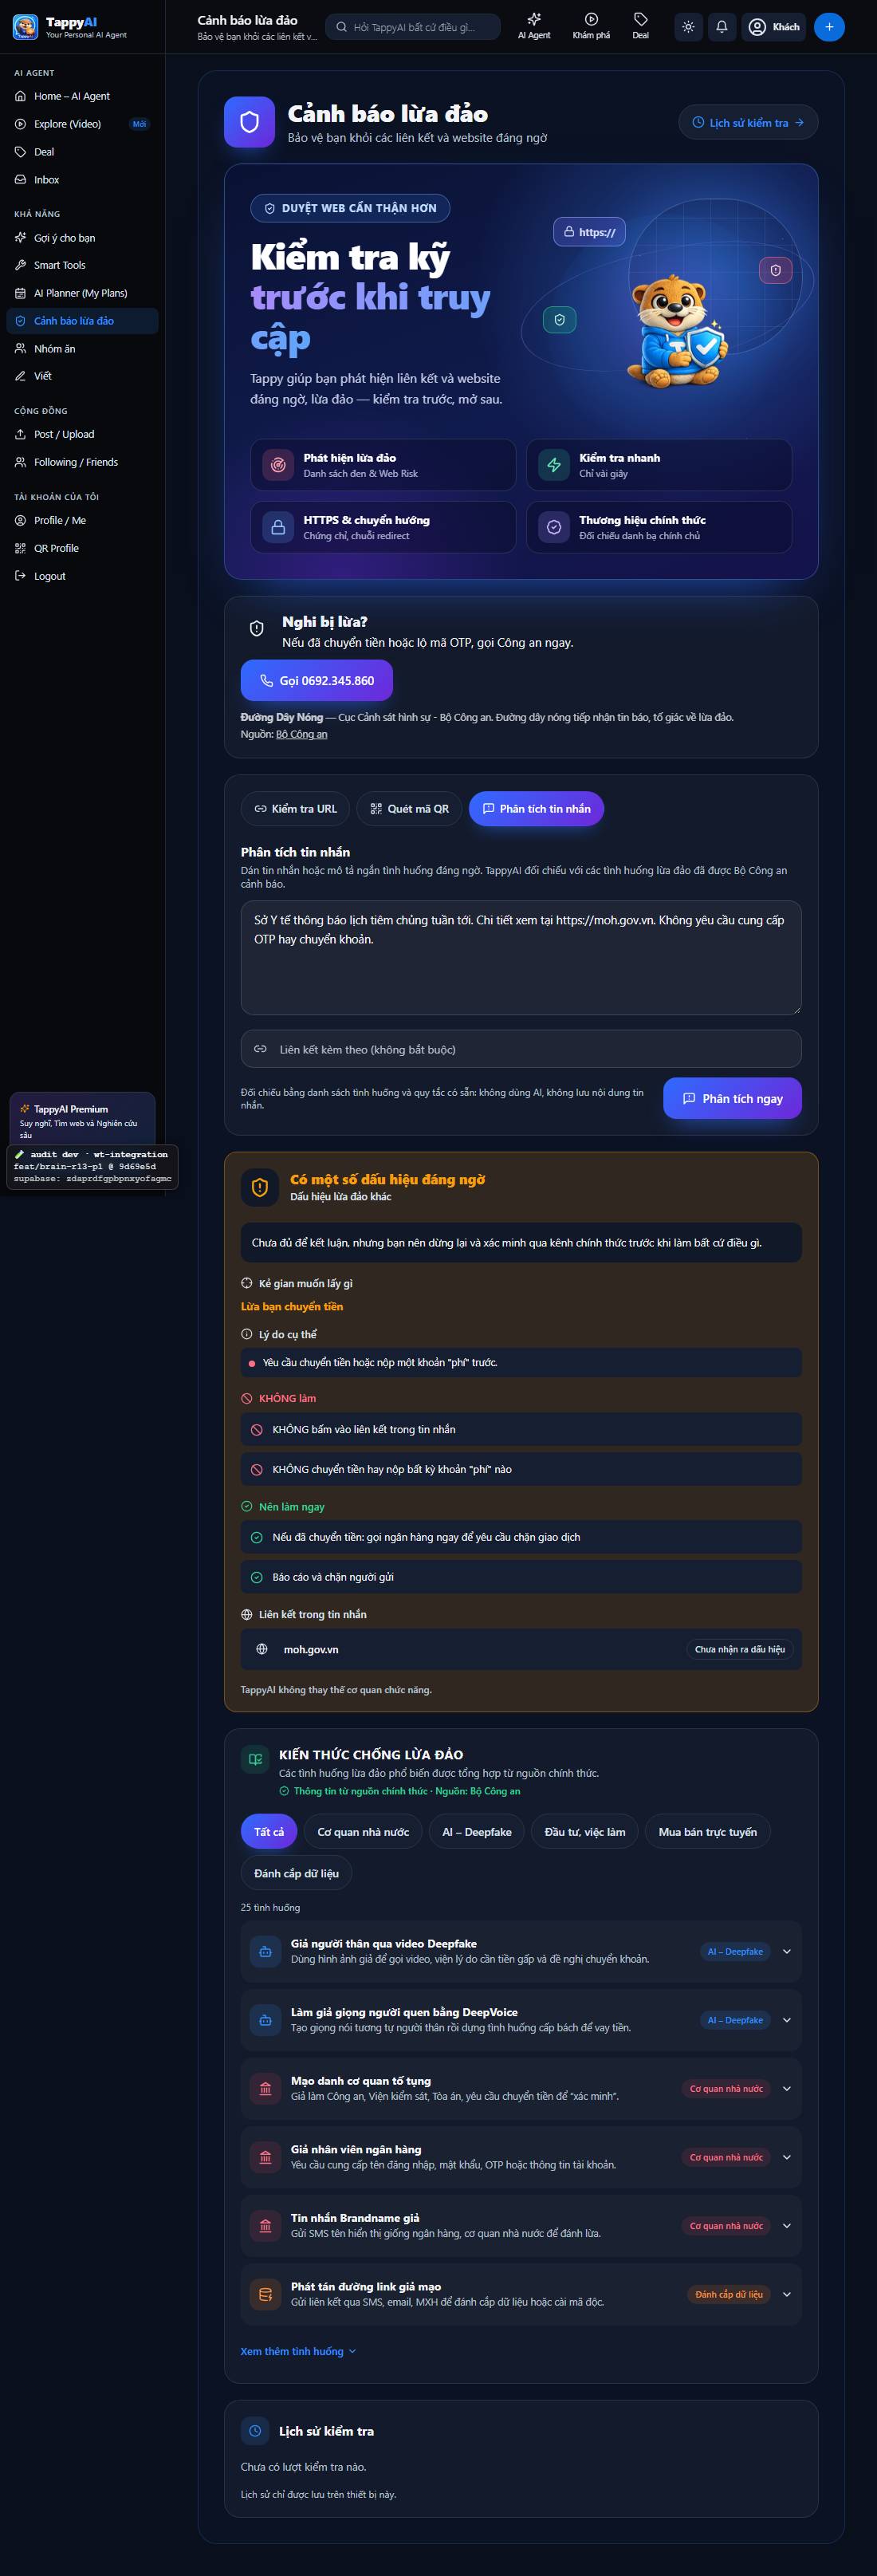 TappyAI
Your Personal AI Agent
Cảnh báo lừa đảo
Bảo vệ bạn khỏi các liên kết v...
Hỏi TappyAI bất cứ điều gì...
AI Agent
Khám phá
Deal
Khách
AI AGENT
Home – AI Agent
Explore (Video)
Mới
Deal
Inbox
KHẢ NĂNG
Gợi ý cho bạn
Smart Tools
AI Planner (My Plans)
Cảnh báo lừa đảo
Nhóm ăn
Viết
CỘNG ĐỒNG
Post / Upload
Following / Friends
TÀI KHOẢN CỦA TÔI
Profile / Me
QR Profile
Logout
TappyAI Premium
Suy nghĩ, Tìm web và Nghiên cứu
sâu
audit dev · wt-integration
feat/brain-r13-p1 @ 9d69e5d
supabase: zdaprdfgpbpnxyofagmc
Cảnh báo lừa đảo
Bảo vệ bạn khỏi các liên kết và website đáng ngờ
Lịch sử kiểm tra
DUYỆT WEB CẨN THẬN HƠN
Kiểm tra kỹ
trước khi truy
cập
Tappy giúp bạn phát hiện liên kết và website
đáng ngờ, lừa đảo — kiểm tra trước, mở sau.
https://
Phát hiện lừa đảo
Danh sách đen & Web Risk
Kiểm tra nhanh
Chỉ vài giây
HTTPS & chuyển hướng
Chứng chỉ, chuỗi redirect
Thương hiệu chính thức
Đối chiếu danh bạ chính chủ
Nghi bị lừa?
Nếu đã chuyển tiền hoặc lộ mã OTP, gọi Công an ngay.
Gọi 0692.345.860
Đường Dây Nóng — Cục Cảnh sát hình sự - Bộ Công an. Đường dây nóng tiếp nhận tin báo, tố giác về lừa đảo.
Nguồn: Bộ Công an
Kiểm tra URL
Quét mã QR
Phân tích tin nhắn
Phân tích tin nhắn
Dán tin nhắn hoặc mô tả ngắn tình huống đáng ngờ. TappyAI đối chiếu với các tình huống lừa đảo đã được Bộ Công an
cảnh báo.
Sở Y tế thông báo lịch tiêm chủng tuần tới. Chi tiết xem tại https://moh.gov.vn. Không yêu cầu cung cấp
OTP hay chuyển khoản.
Liên kết kèm theo (không bắt buộc)
Đối chiếu bằng danh sách tình huống và quy tắc có sẵn: không dùng AI, không lưu nội dung tin
nhắn.
Phân tích ngay
Có một số dấu hiệu đáng ngờ
Dấu hiệu lừa đảo khác
Chưa đủ để kết luận, nhưng bạn nên dừng lại và xác minh qua kênh chính thức trước khi làm bất cứ điều gì.
Kẻ gian muốn lấy gì
Lừa bạn chuyển tiền
Lý do cụ thể
Yêu cầu chuyển tiền hoặc nộp một khoản "phí" trước.
KHÔNG làm
KHÔNG bấm vào liên kết trong tin nhắn
KHÔNG chuyển tiền hay nộp bất kỳ khoản "phí" nào
Nên làm ngay
Nếu đã chuyển tiền: gọi ngân hàng ngay để yêu cầu chặn giao dịch
Báo cáo và chặn người gửi
Liên kết trong tin nhắn
moh.gov.vn
Chưa nhận ra dấu hiệu
TappyAI không thay thế cơ quan chức năng.
KIẾN THỨC CHỐNG LỪA ĐẢO
Các tình huống lừa đảo phổ biến được tổng hợp từ nguồn chính thức.
Thông tin từ nguồn chính thức · Nguồn: Bộ Công an
Tất cả
Cơ quan nhà nước
AI – Deepfake
Đầu tư, việc làm
Mua bán trực tuyến
Đánh cắp dữ liệu
25 tình huống
Giả người thân qua video Deepfake
Dùng hình ảnh giả để gọi video, viện lý do cần tiền gấp và đề nghị chuyển khoản.
AI – Deepfake
Làm giả giọng người quen bằng DeepVoice
Tạo giọng nói tương tự người thân rồi dựng tình huống cấp bách để vay tiền.
AI – Deepfake
Mạo danh cơ quan tố tụng
Giả làm Công an, Viện kiểm sát, Tòa án, yêu cầu chuyển tiền để “xác minh”.
Cơ quan nhà nước
Giả nhân viên ngân hàng
Yêu cầu cung cấp tên đăng nhập, mật khẩu, OTP hoặc thông tin tài khoản.
Cơ quan nhà nước
Tin nhắn Brandname giả
Gửi SMS tên hiển thị giống ngân hàng, cơ quan nhà nước để đánh lừa.
Cơ quan nhà nước
Phát tán đường link giả mạo
Gửi liên kết qua SMS, email, MXH để đánh cắp dữ liệu hoặc cài mã độc.
Đánh cắp dữ liệu
Xem thêm tình huống
Lịch sử kiểm tra
Chưa có lượt kiểm tra nào.
Lịch sử chỉ được lưu trên thiết bị này.